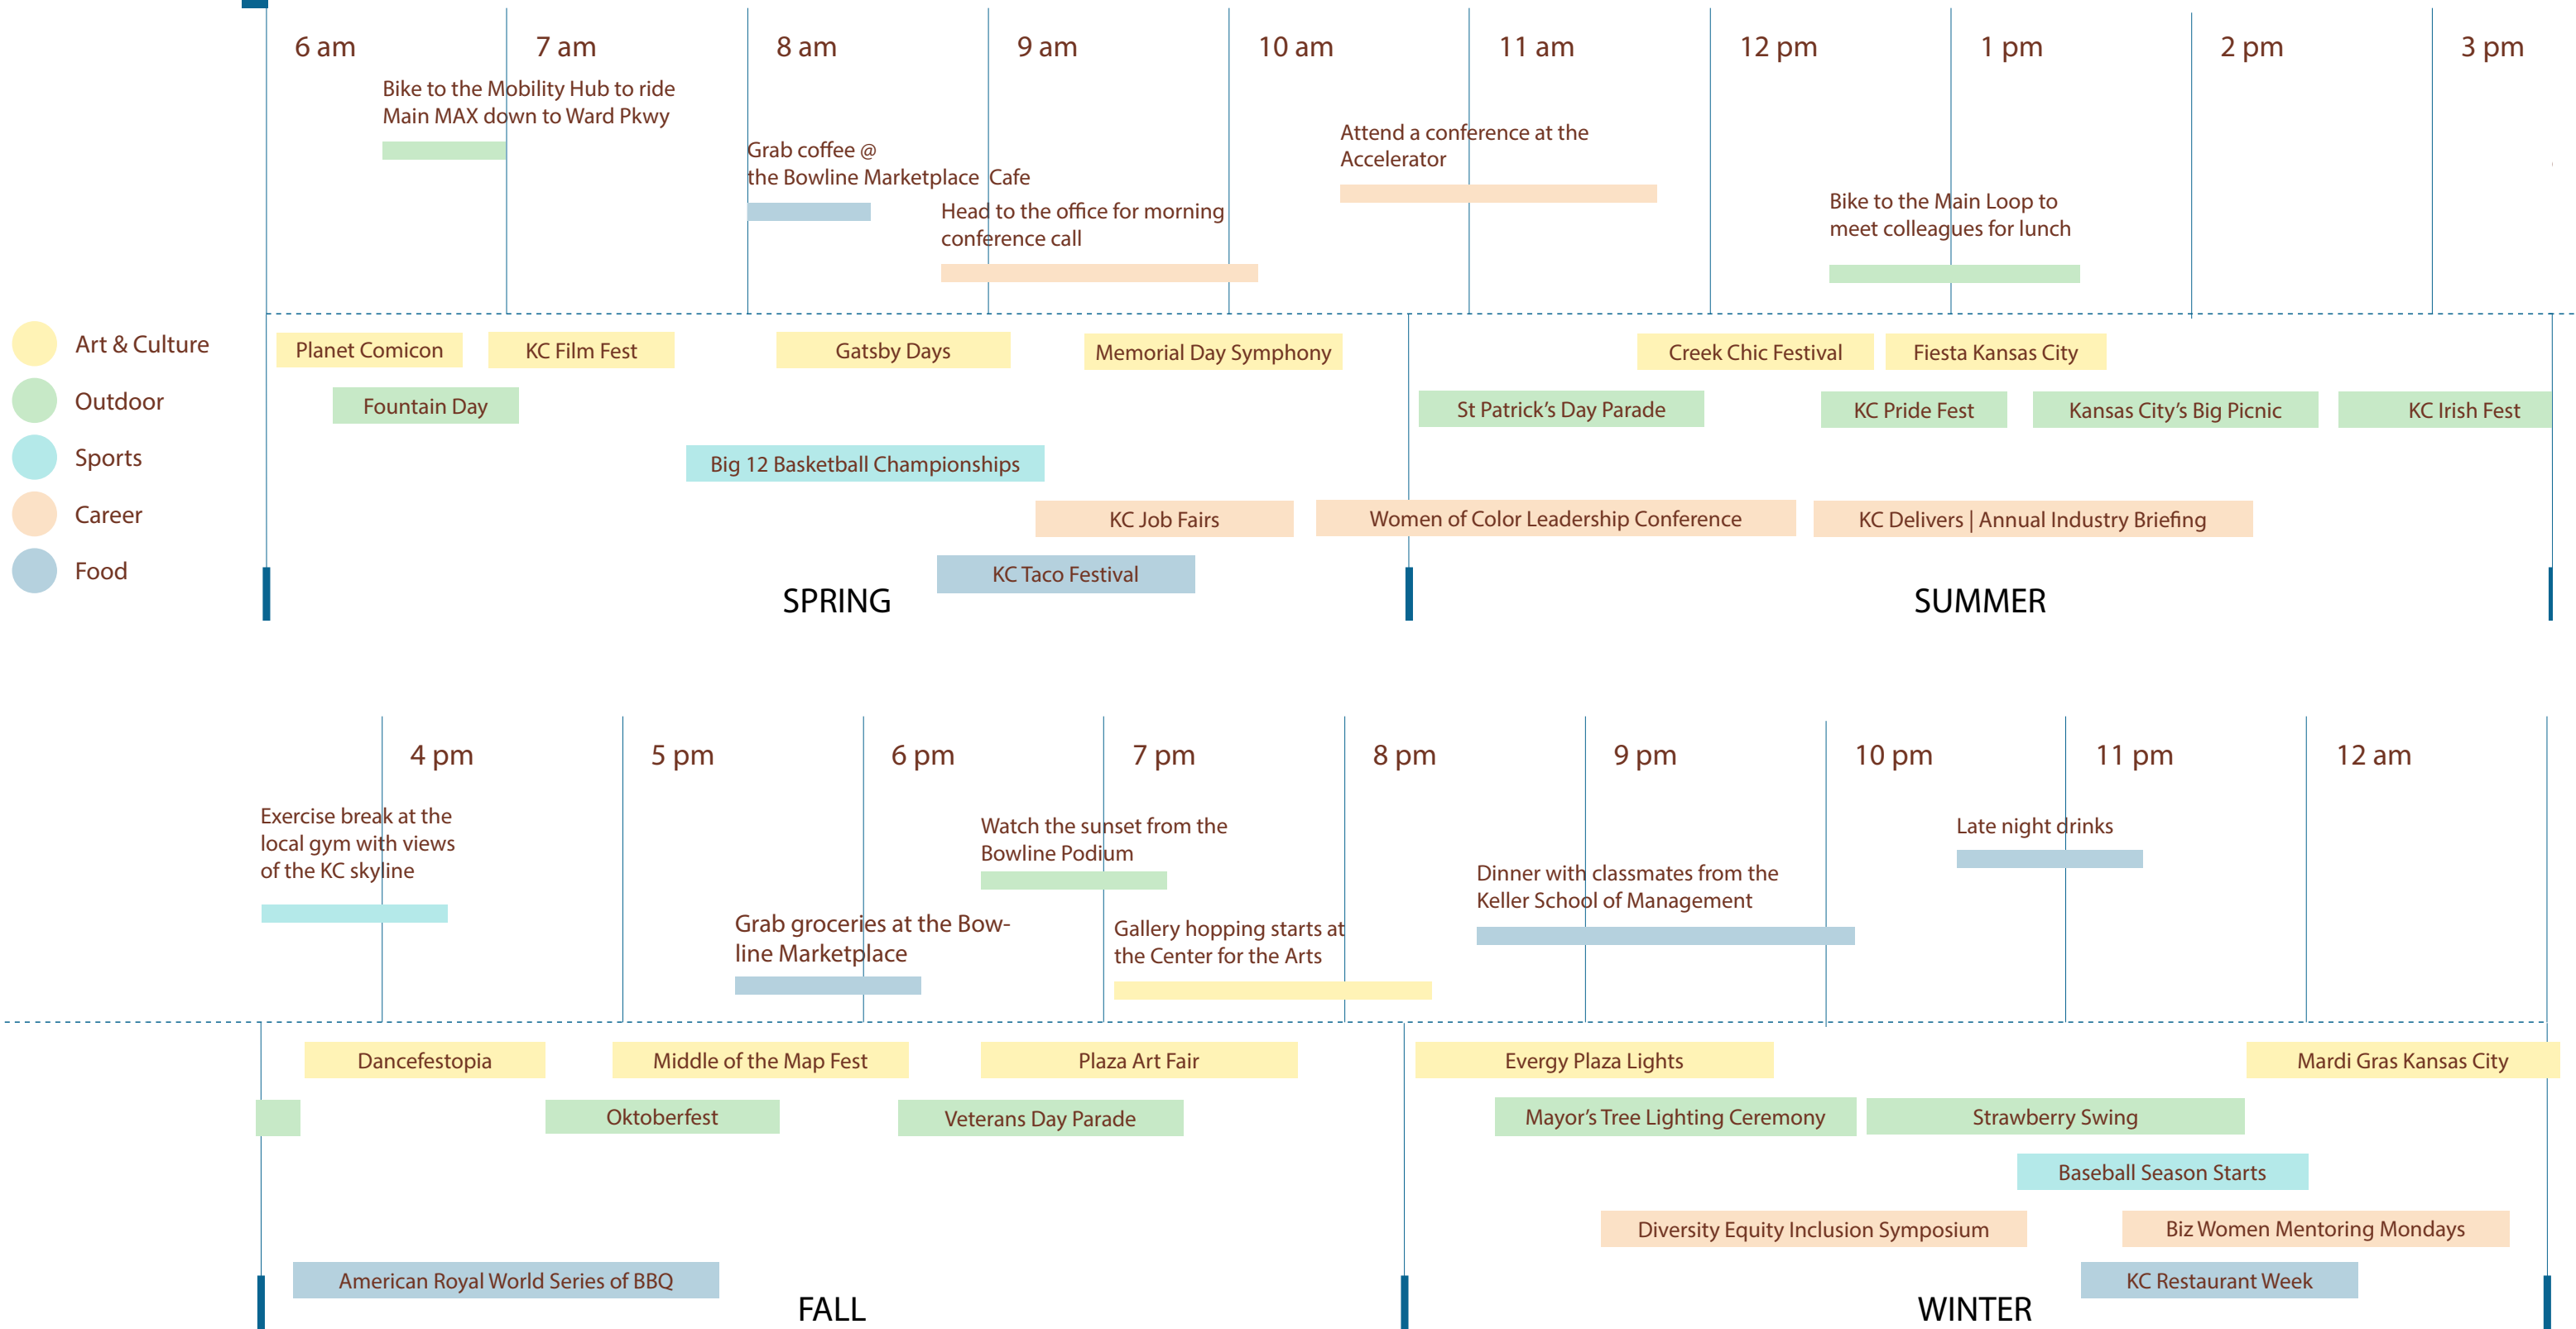 6 am
7 am
8 am
9 am
10 am
11 am
12 pm
1 pm
2 pm
3 pm
Bike to the Mobility Hub to ride
Main MAX down to Ward Pkwy
Grab coffee @
the Bowline Marketplace Cafe
Head to the office for morning
conference call
Attend a conference at the
Accelerator
Bike to the Main Loop to
meet colleagues for lunch
Art & Culture
Outdoor
Sports
Career
Food
Planet Comicon
KC Film Fest
Gatsby Days
Memorial Day Symphony
Creek Chic Festival
Fiesta Kansas City
Fountain Day
St Patrick’s Day Parade
KC Pride Fest
Kansas City’s Big Picnic
KC Irish Fest
Big 12 Basketball Championships
KC Job Fairs
Women of Color Leadership Conference
KC Delivers | Annual Industry Briefing
KC Taco Festival
SPRING
SUMMER
4 pm
5 pm
6 pm
7 pm
8 pm
9 pm
10 pm
11 pm
12 am
Exercise break at the
local gym with views
of the KC skyline
Grab groceries at the Bow-
line Marketplace
Watch the sunset from the
Bowline Podium
Gallery hopping starts at
the Center for the Arts
Dinner with classmates from the
Keller School of Management
Late night drinks
Dancefestopia
Middle of the Map Fest
Plaza Art Fair
Evergy Plaza Lights
Mardi Gras Kansas City
Oktoberfest
Veterans Day Parade
Mayor’s Tree Lighting Ceremony
Strawberry Swing
Baseball Season Starts
Diversity Equity Inclusion Symposium
Biz Women Mentoring Mondays
American Royal World Series of BBQ
KC Restaurant Week
FALL
WINTER